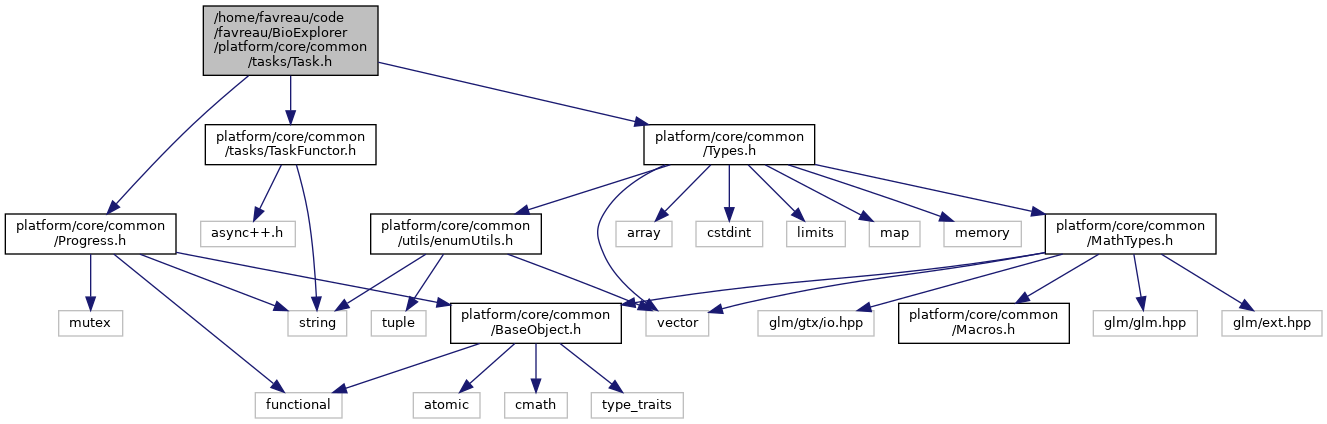 /home/favreau/code
/favreau/BioExplorer
/platform/core/common
/tasks/Task.h
platform/core/common
/tasks/TaskFunctor.h
platform/core/common
/Types.h
platform/core/common
/Progress.h
async++.h
platform/core/common
/utils/enumUtils.h
array
cstdint
limits
map
memory
platform/core/common
/MathTypes.h
mutex
string
tuple
platform/core/common
/BaseObject.h
vector
glm/gtx/io.hpp
platform/core/common
/Macros.h
glm/glm.hpp
glm/ext.hpp
functional
atomic
cmath
type_traits